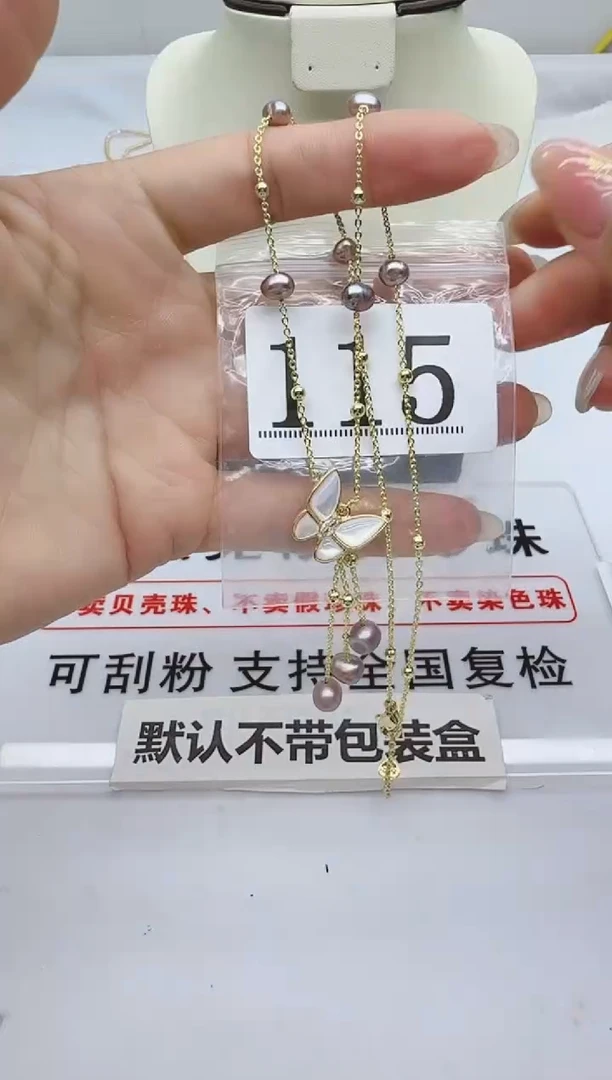 115
珠
卖贝壳珠、不卖假珍珠、不卖染色珠
可刮粉 支持全国复检
默认不带包装盒